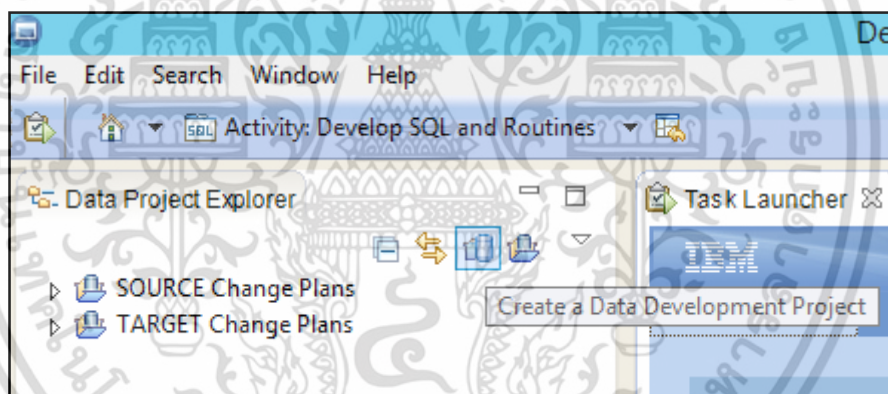 De
File Edit Search Window Help
SQL Activity: Develop SQL and Routines
Data Project Explorer
Task Launcher
IBM
SOURCE Change Plans
Create a Data Development Project
TARGET Change Plans